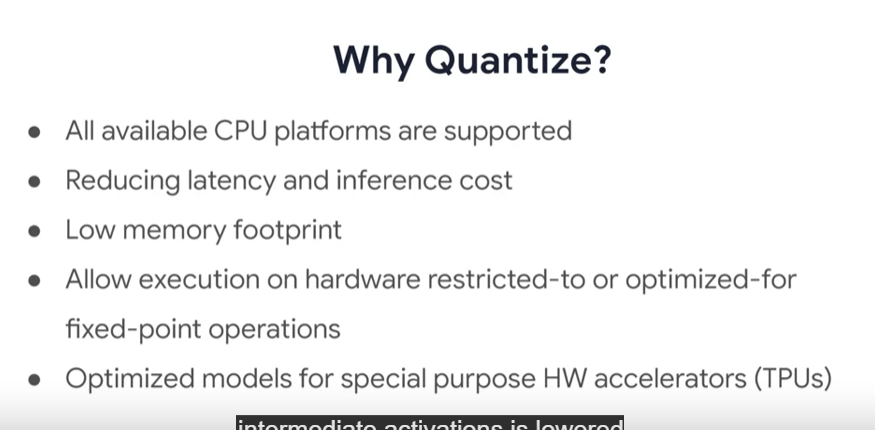 Why Quantize?
● All available CPU platforms are supported
● Reducing latency and inference cost
● Low memory footprint
● Allow execution on hardware restricted-to or optimized-for
fixed-point operations
● Optimized models for special purpose HW accelerators (TPUs)
intermediate activations is lowered